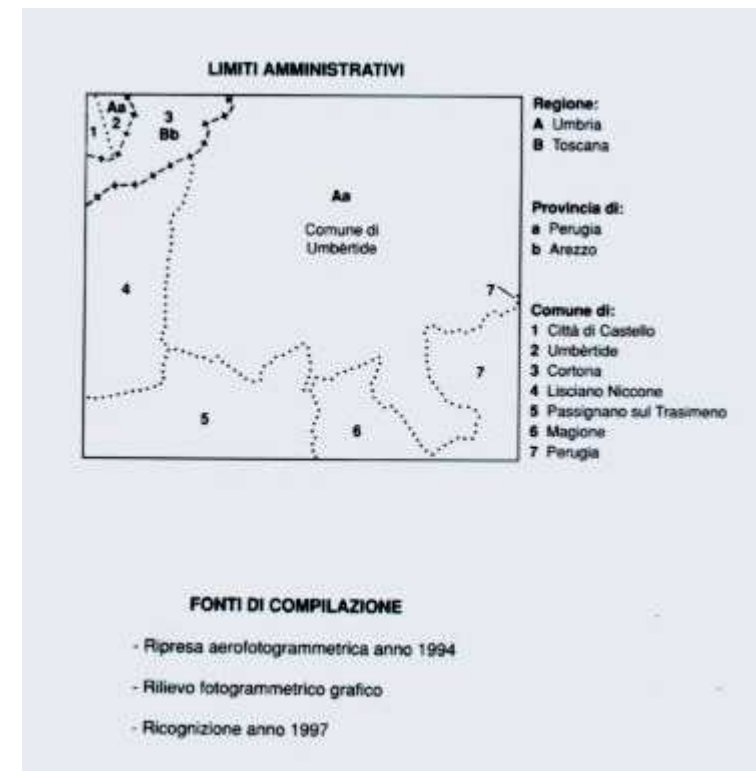 LIMITI AMMINISTRATIVI
Aa
1
2
3
Bb
Aa
Comune di
Umbèrtide
4
7
7
5
6
Regione:
A Umbria
B Toscana
Provincia di:
a Perugia
b Arezzo
Comune di:
1 Città di Castello
2 Umbèrtide
3 Cortona
4 Lisciano Niccone
5 Passignano sul Trasimeno
6 Magione
7 Perugia
FONTI DI COMPILAZIONE
- Ripresa aerofotogrammetrica anno 1994
- Rilievo fotogrammetrico grafico
- Ricognizione anno 1997